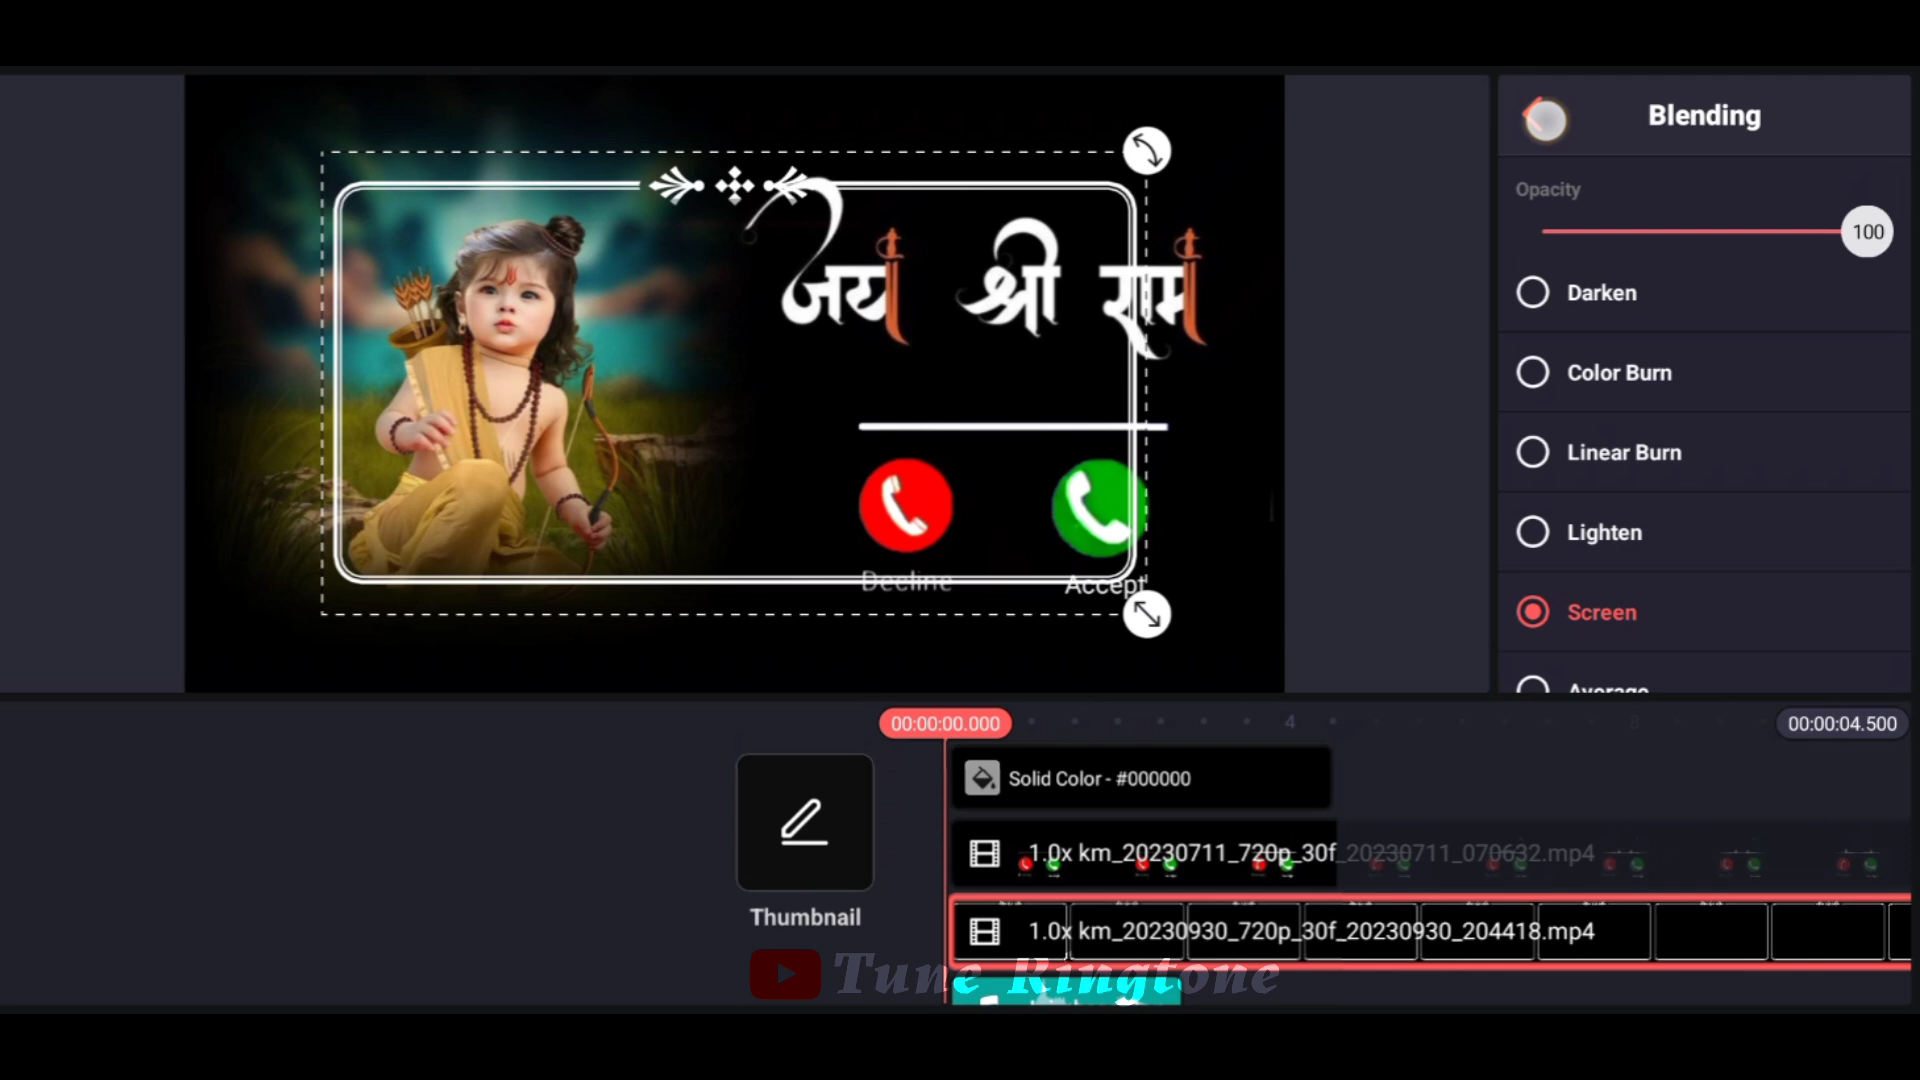 Blending
Opacity
100
जय श्री राम
Darken
Color Burn
Linear Burn
Lighten
Screen
Average
Decline
Accept
00:00:00.000
4
8
00:00:04.500
Solid Color - #000000
1.0x km_20230711_720p_30f_20230711_070632.mp4
Thumbnail
1.0x km_20230930_720p_30f_20230930_204418.mp4
Tune Ringtone